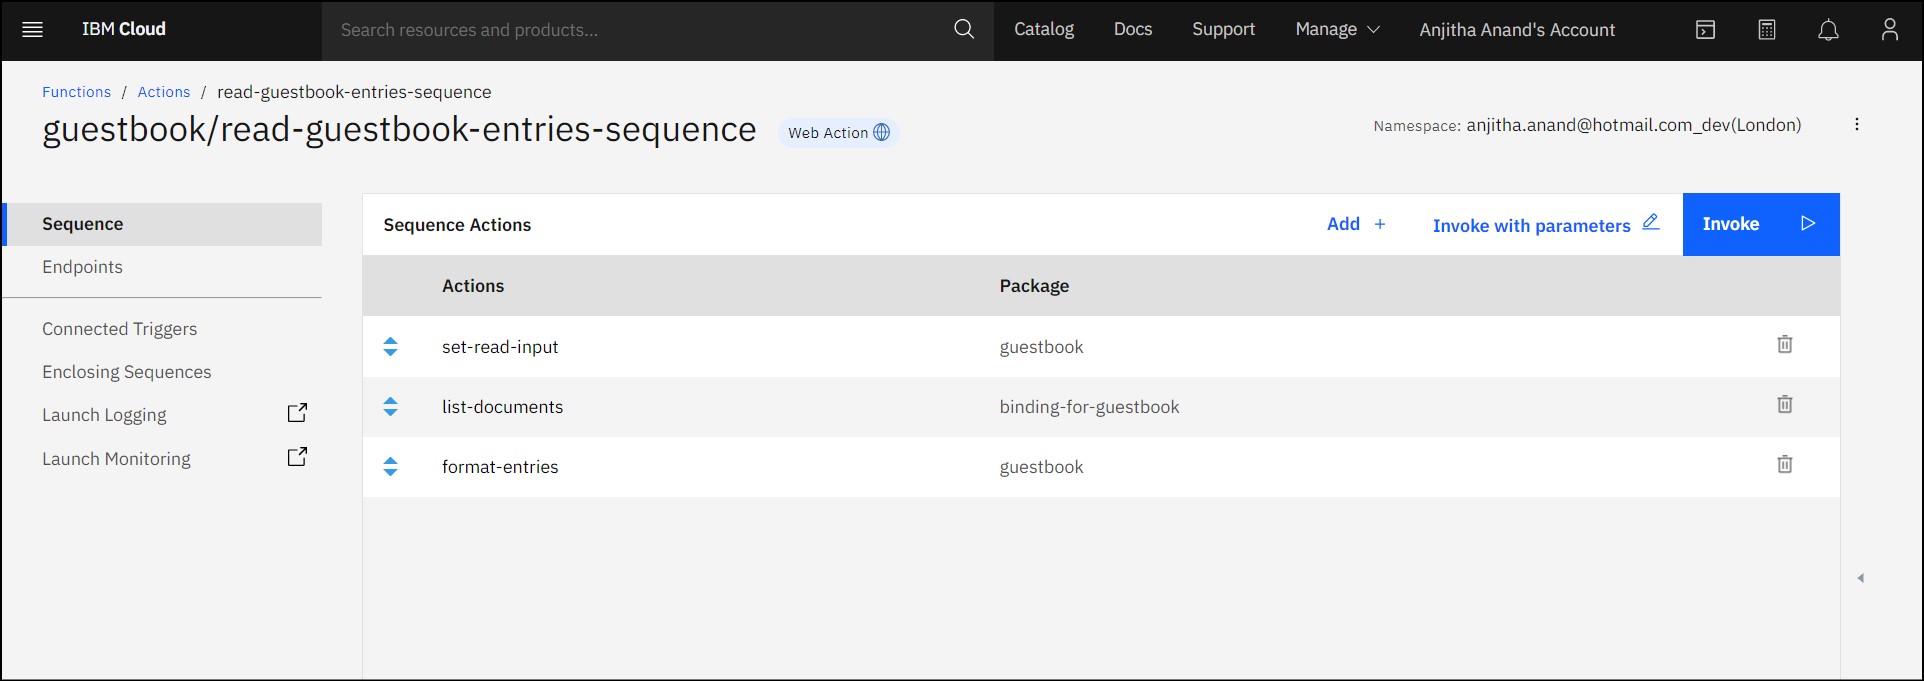 IBM Cloud Search resources and products... Catalog Docs Support Manage Anjitha Anand's Account
Functions / Actions / read-guestbook-entries-sequence
guestbook/read-guestbook-entries-sequence Web Action Namespace: anjitha.anand@hotmail.com_dev(London)
Sequence
Endpoints
Connected Triggers
Enclosing Sequences
Launch Logging
Launch Monitoring
Sequence Actions Add + Invoke with parameters Invoke
Actions Package
set-read-input guestbook
list-documents binding-for-guestbook
format-entries guestbook